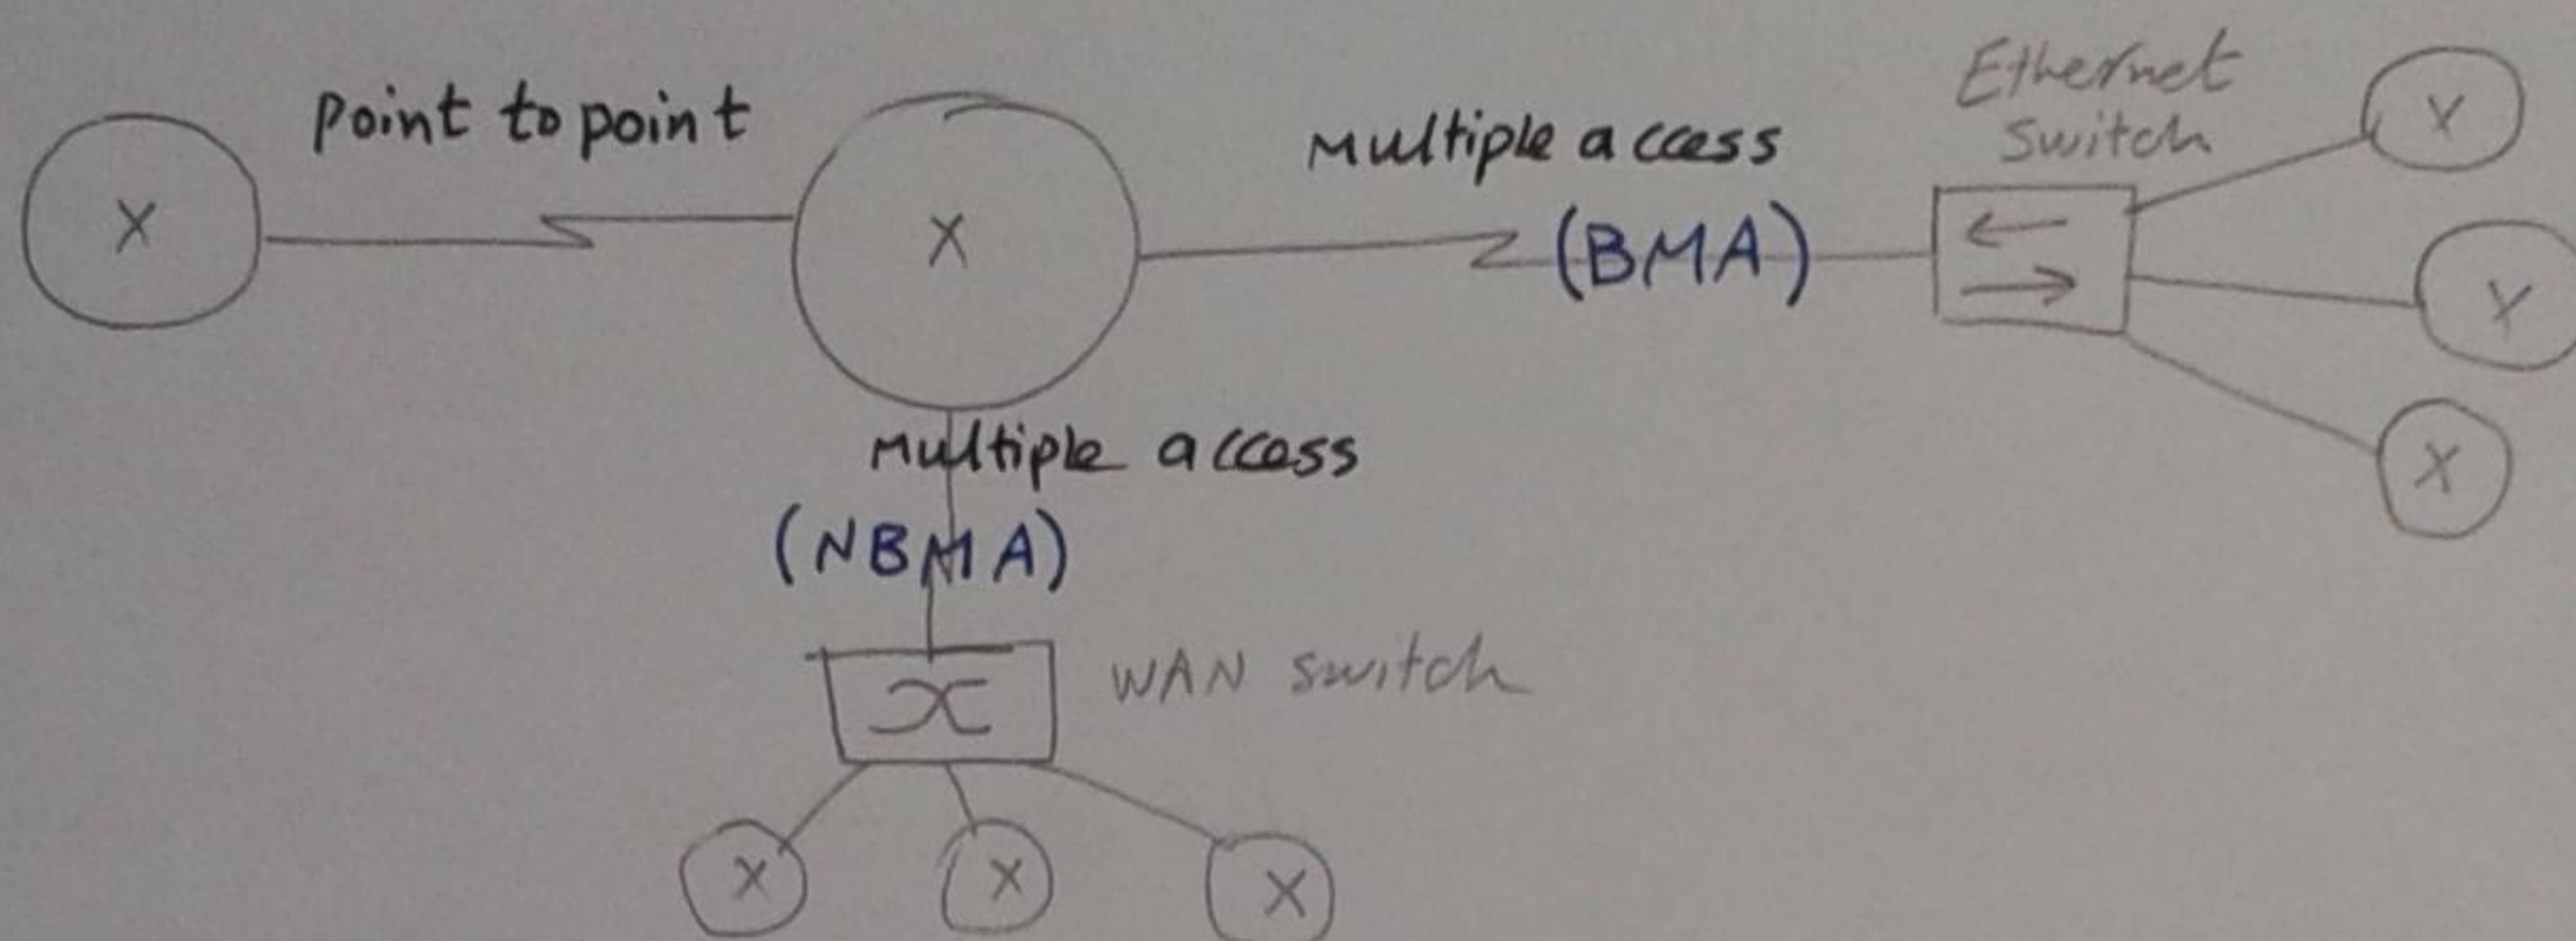 X
point to point
X
Multiple access
(BMA)
Ethernet
Switch
X
X
X
Multiple access
(NBMA)
WAN switch
X
X
X